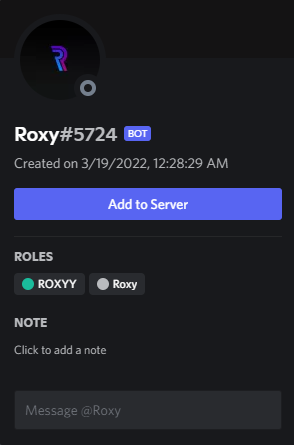 Roxy#5724 BOT
Created on 3/19/2022, 12:28:29 AM
Add to Server
ROLES
ROXYY Roxy
NOTE
Click to add a note
Message @Roxy